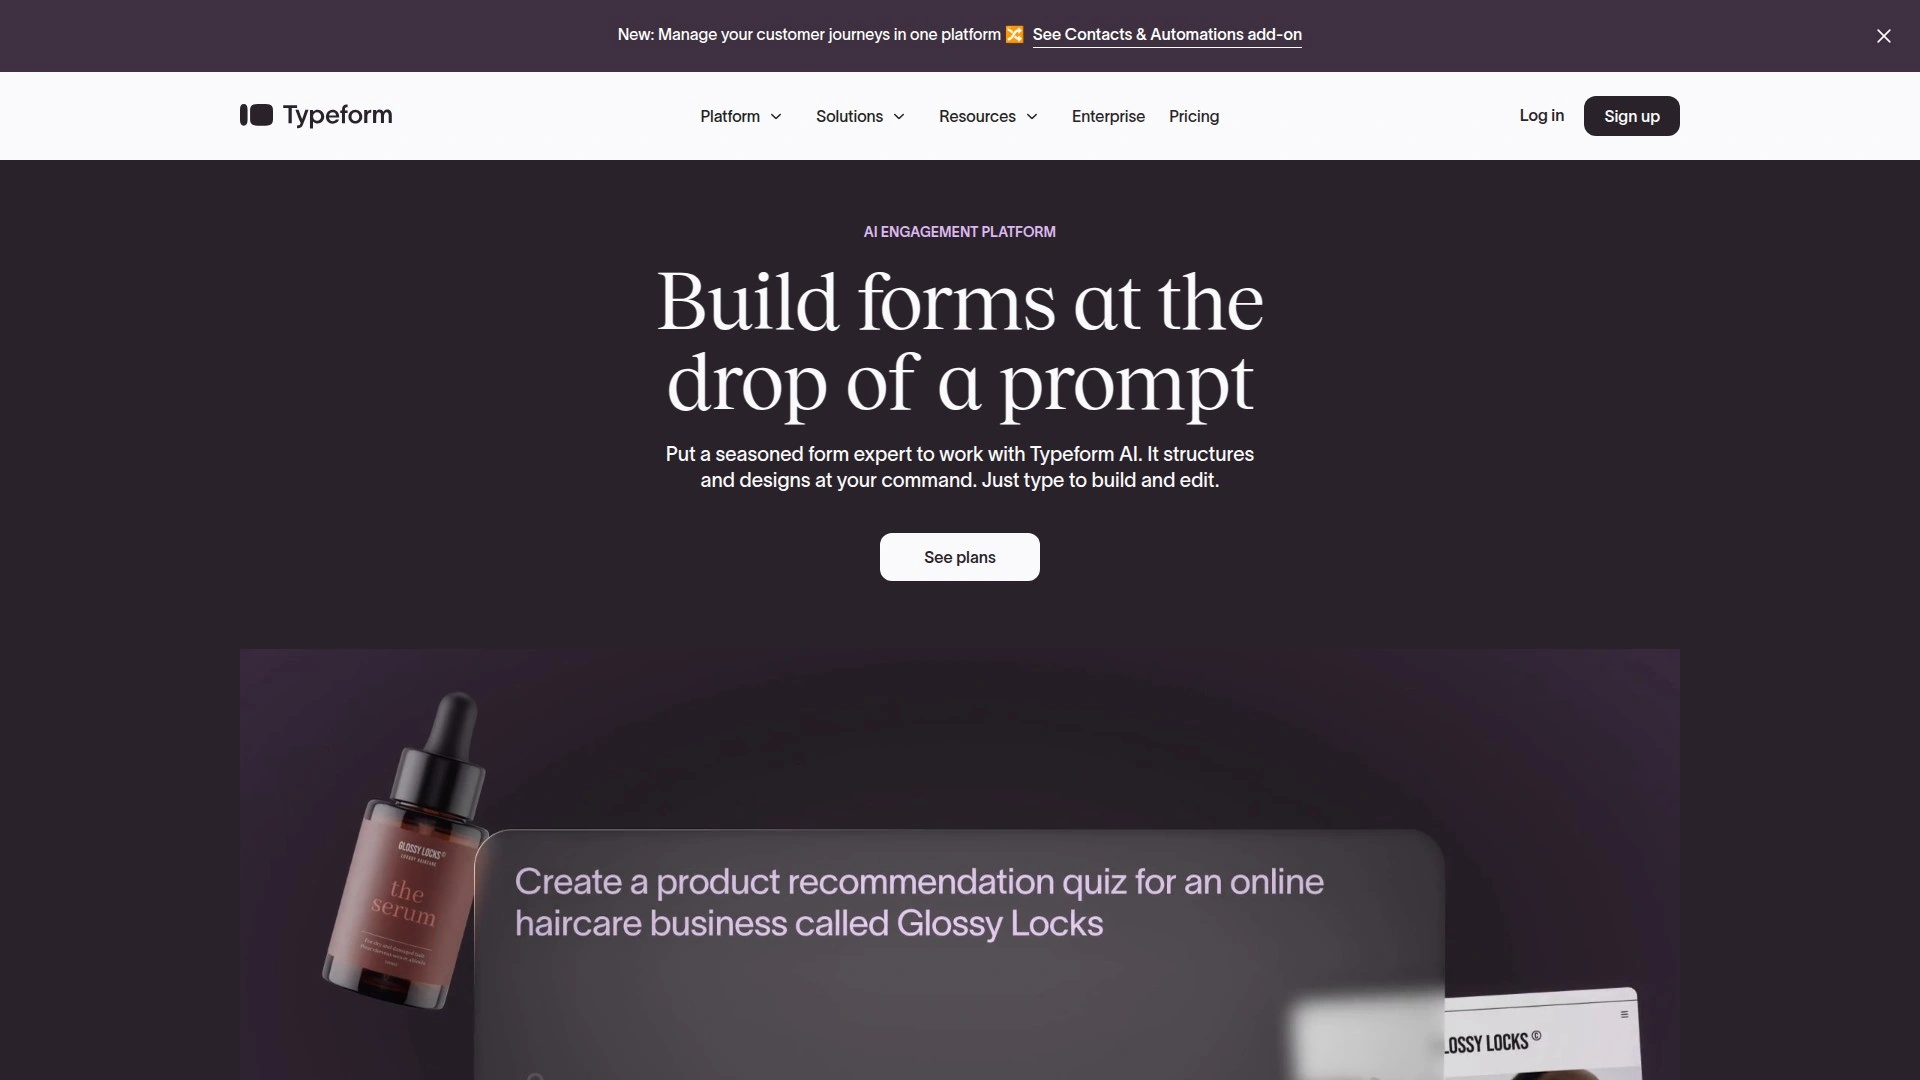 New: Manage your customer journeys in one platform 🔀 See Contacts & Automations add-on
Typeform
Platform
Solutions
Resources
Enterprise
Pricing
Log in
Sign up
AI ENGAGEMENT PLATFORM
Build forms at the
drop of a prompt
Put a seasoned form expert to work with Typeform AI. It structures
and designs at your command. Just type to build and edit.
See plans
GLOSSY LOCKS©
LUXURY HAIRCARE
the
serum
Create a product recommendation quiz for an online
haircare business called Glossy Locks
LOSSY LOCKS ©